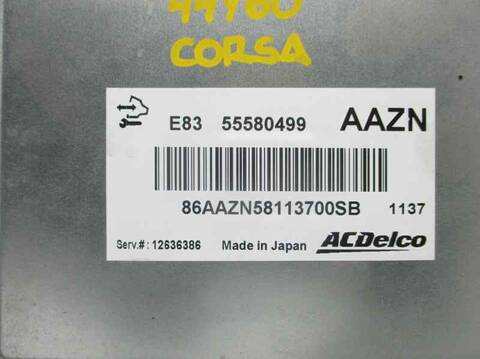 CORSA
E83 55580499 AAZN
86AAZN58113700SB 1137
Serv.#: 12636386 Made in Japan ACDelco